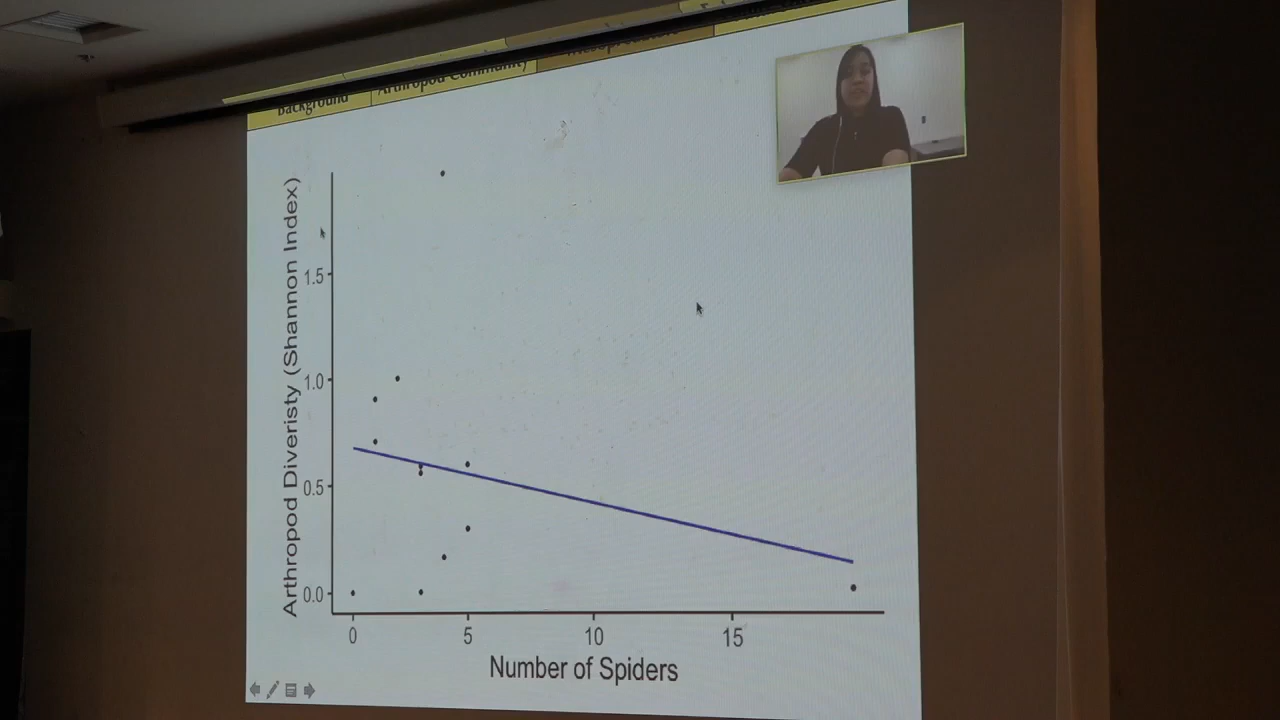 Background
Arthropod Community
Arthropod Diveristy (Shannon Index)
1.5
1.0
0.5
0.0
0
5
10
15
Number of Spiders